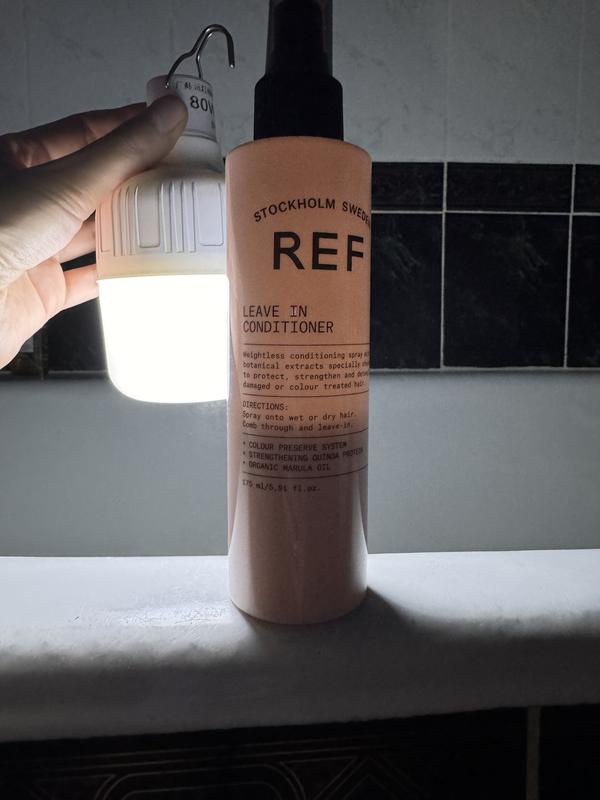 80W
STOCKHOLM SWEDEN
REF
LEAVE IN
CONDITIONER
Weightless conditioning spray
botanical extracts specially
to protect, strengthen and
damaged or colour treated hair.
DIRECTIONS:
Spray onto wet or dry hair.
Comb through and leave-in.
• COLOUR PRESERVE SYSTEM
• STRENGTHENING QUINOA PROTEIN
• ORGANIC MARULA OIL
175 ml/5.91 fl.oz.